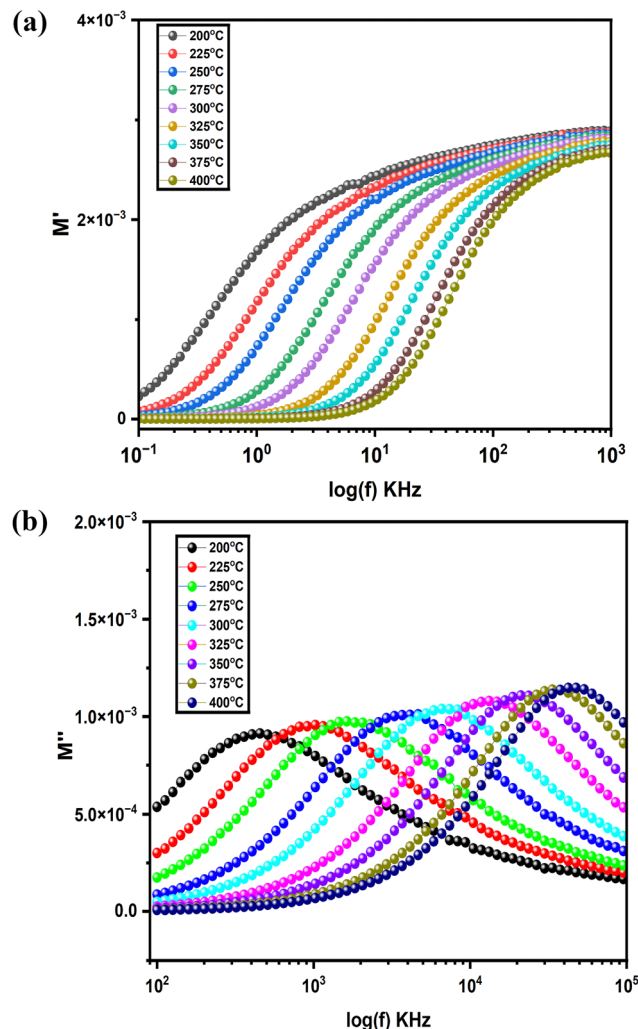 (a)
4×10⁻³
2×10⁻³
0
M'
200°C
225°C
250°C
275°C
300°C
325°C
350°C
375°C
400°C
10⁻¹ 10⁰ 10¹ 10² 10³
log(f) KHz
(b)
2.0×10⁻³
1.5×10⁻³
1.0×10⁻³
5.0×10⁻⁴
0.0
M"
200°C
225°C
250°C
275°C
300°C
325°C
350°C
375°C
400°C
10² 10³ 10⁴ 10⁵
log(f) KHz